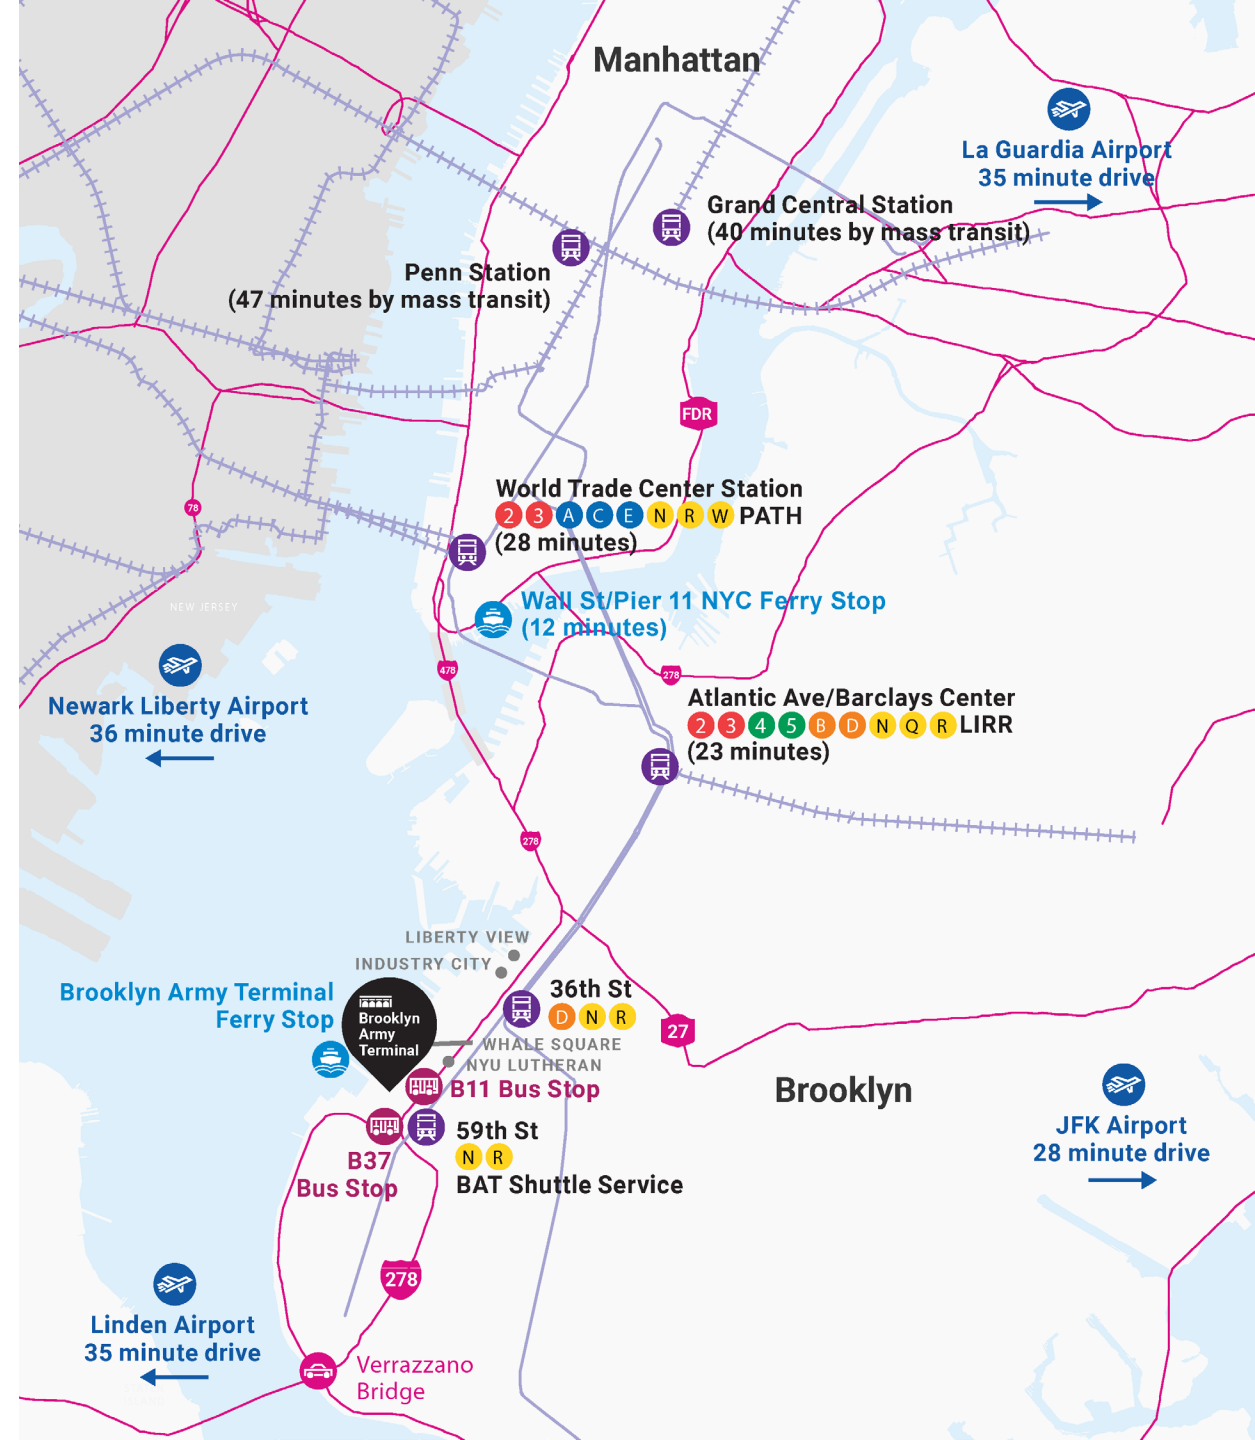 Manhattan
La Guardia Airport
35 minute drive
Grand Central Station
(40 minutes by mass transit)
Penn Station
(47 minutes by mass transit)
FDR
World Trade Center Station
2 3 A C E N R W PATH
(28 minutes)
78
NEW JERSEY
Wall St/Pier 11 NYC Ferry Stop
(12 minutes)
478
278
Newark Liberty Airport
36 minute drive
Atlantic Ave/Barclays Center
2 3 4 5 B D N Q R LIRR
(23 minutes)
278
LIBERTY VIEW
INDUSTRY CITY
Brooklyn Army Terminal
Ferry Stop
Brooklyn
Army
Terminal
36th St
D N R
27
WHALE SQUARE
NYU LUTHERAN
B11 Bus Stop
Brooklyn
JFK Airport
28 minute drive
59th St
N R
BAT Shuttle Service
B37
Bus Stop
278
Linden Airport
35 minute drive
Verrazzano
Bridge